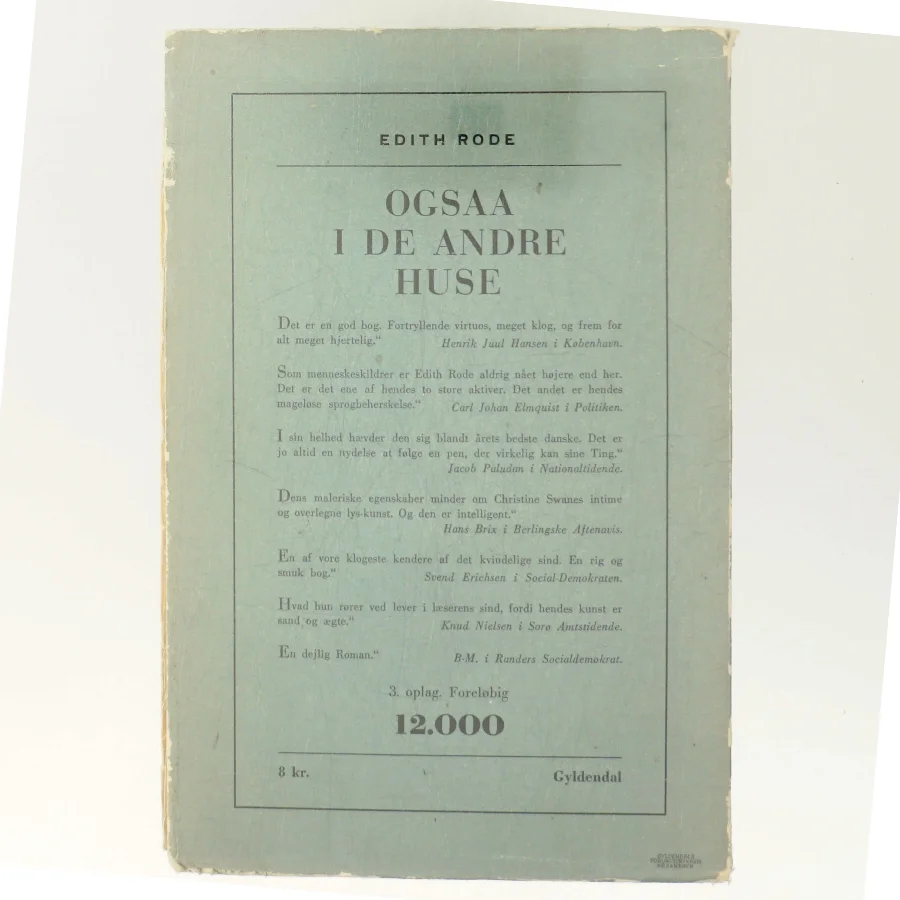 EDITH RODE
OGSAA
I DE ANDRE
HUSE
Det er en god bog. Fortryllende virtuos, meget klog, og frem for
alt meget hjertelig.“ Henrik Juul Hansen i København.
Som menneskeskildrer er Edith Rode aldrig nået højere end her.
Det er det ene af hendes to store aktiver. Det andet er hendes
mageløse sprogbeherskelse.“ Carl Johan Elmquist i Politiken.
I sin helhed hævder den sig blandt årets bedste danske. Det er
jo altid en nydelse at følge en pen, der virkelig kan sine Ting.“
Jacob Paludan i Nationaltidende.
Dens maleriske egenskaber minder om Christine Swanes intime
og overlegne lys-kunst. Og den er intelligent.“
Hans Brix i Berlingske Aftenavis.
En af vore klogeste kendere af det kvindelige sind. En rig og
smuk bog.“ Svend Erichsen i Social-Demokraten.
Hvad hun rører ved lever i læserens sind, fordi hendes kunst er
sand og ægte.“ Knud Nielsen i Sorø Amtstidende.
En dejlig Roman.“ B-M. i Randers Socialdemokrat.
3. oplag. Foreløbig
12.000
8 kr. Gyldendal
GYLDENDALS